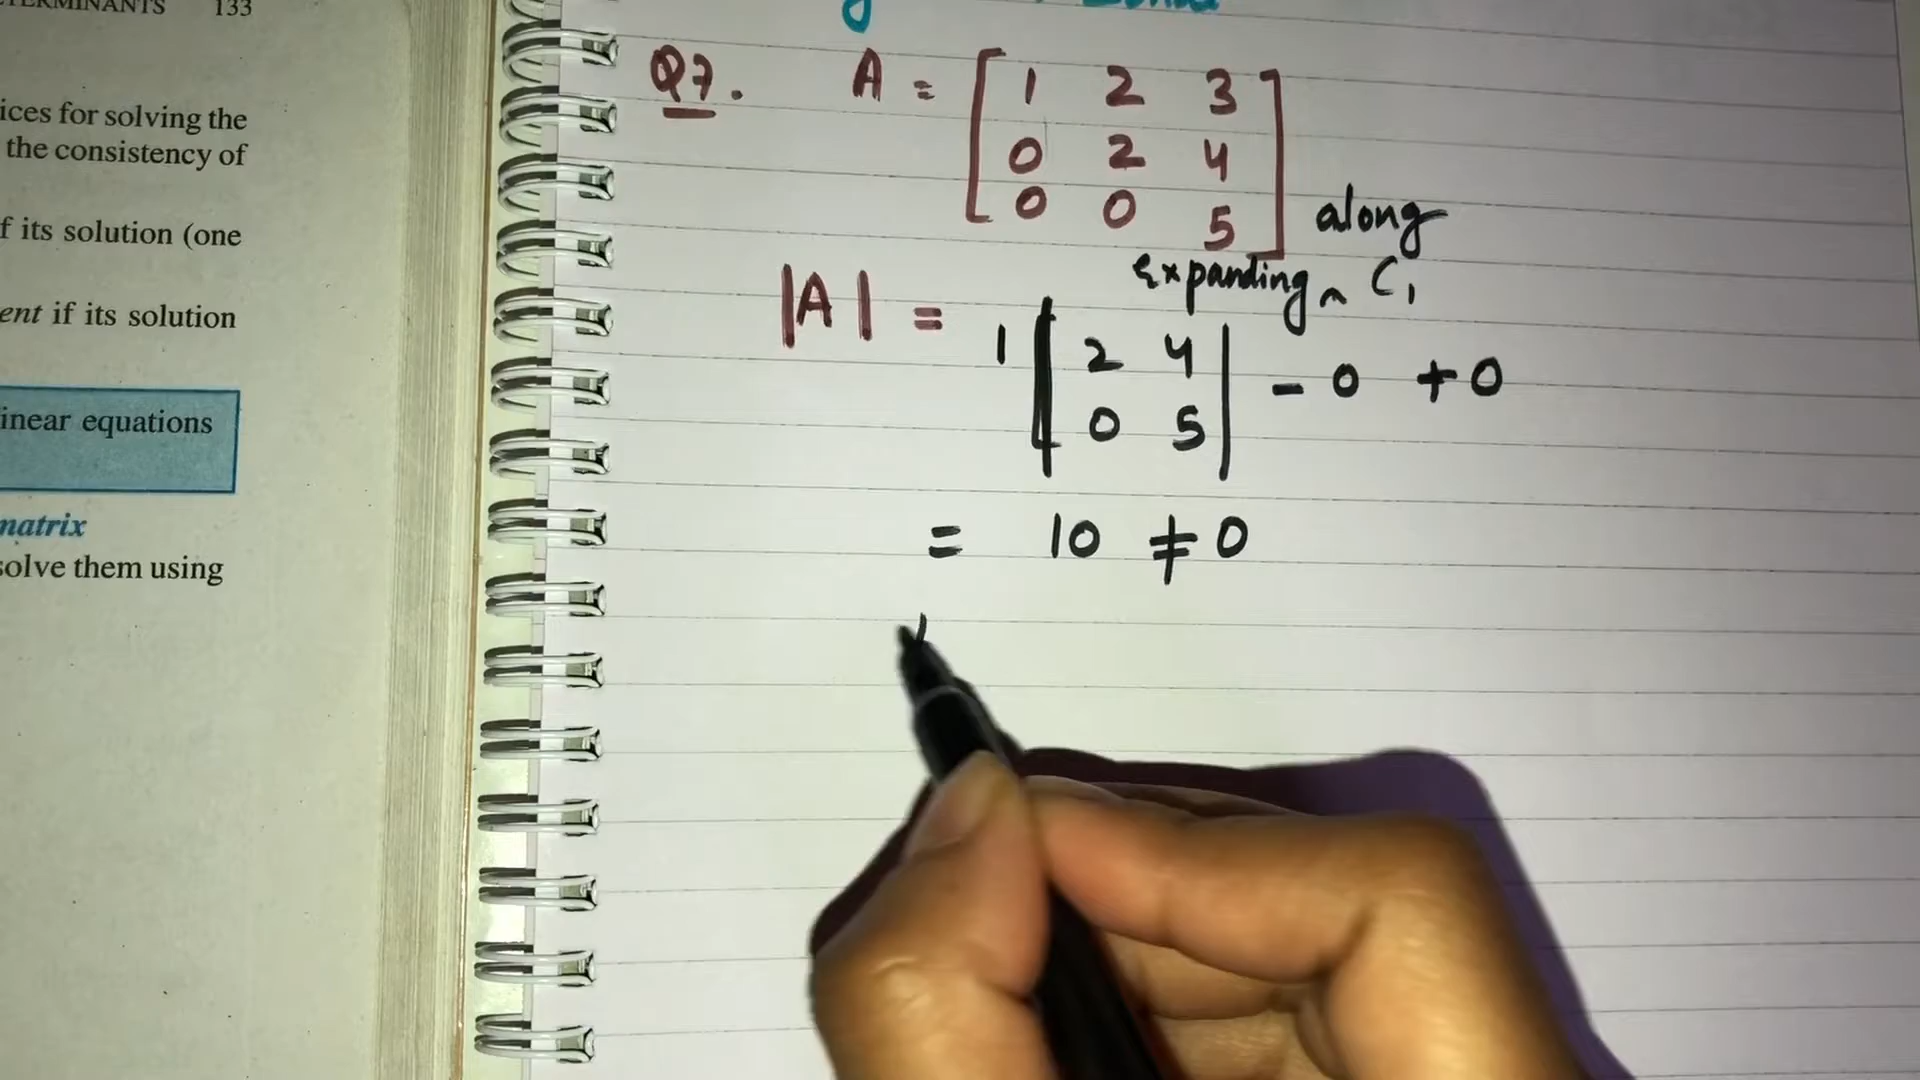 133
ices for solving the
the consistency of
f its solution (one
ent if its solution
inear equations
matrix
solve them using
Q7. A = [ 1 2 3
0 2 4
0 0 5 ]
along
expanding ^ C₁
|A| = 1 | 2 4 | - 0 + 0
0 5
= 10 ≠ 0